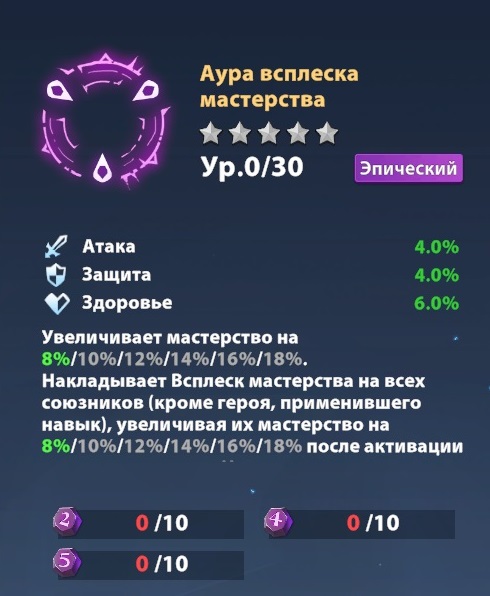 Аура всплеска
мастерства
Ур.0/30
Эпический
Атака 4.0%
Защита 4.0%
Здоровье 6.0%
Увеличивает мастерство на
8%/10%/12%/14%/16%/18%.
Накладывает Всплеск мастерства на всех
союзников (кроме героя, применившего
навык), увеличивая их мастерство на
8%/10%/12%/14%/16%/18% после активации
2 0 /10 4 0 /10
5 0 /10